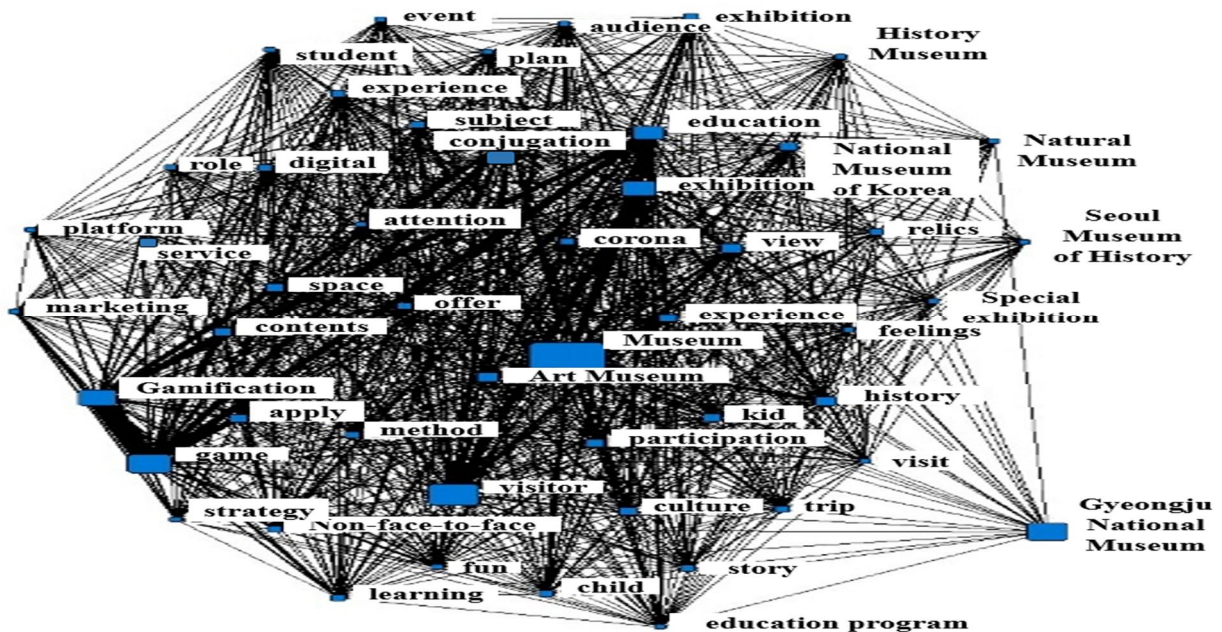 event
audience
exhibition
History
Museum
student
plan
experience
subject
education
conjugation
National
Museum
of Korea
Natural
Museum
role
digital
exhibition
platform
attention
corona
view
relics
Seoul
Museum
of History
service
space
offer
experience
Special
exhibition
marketing
contents
Museum
feelings
Gamification
Art Museum
history
apply
method
kid
participation
game
visitor
visit
strategy
Non-face-to-face
culture
trip
Gyeongju
National
Museum
fun
story
learning
child
education program